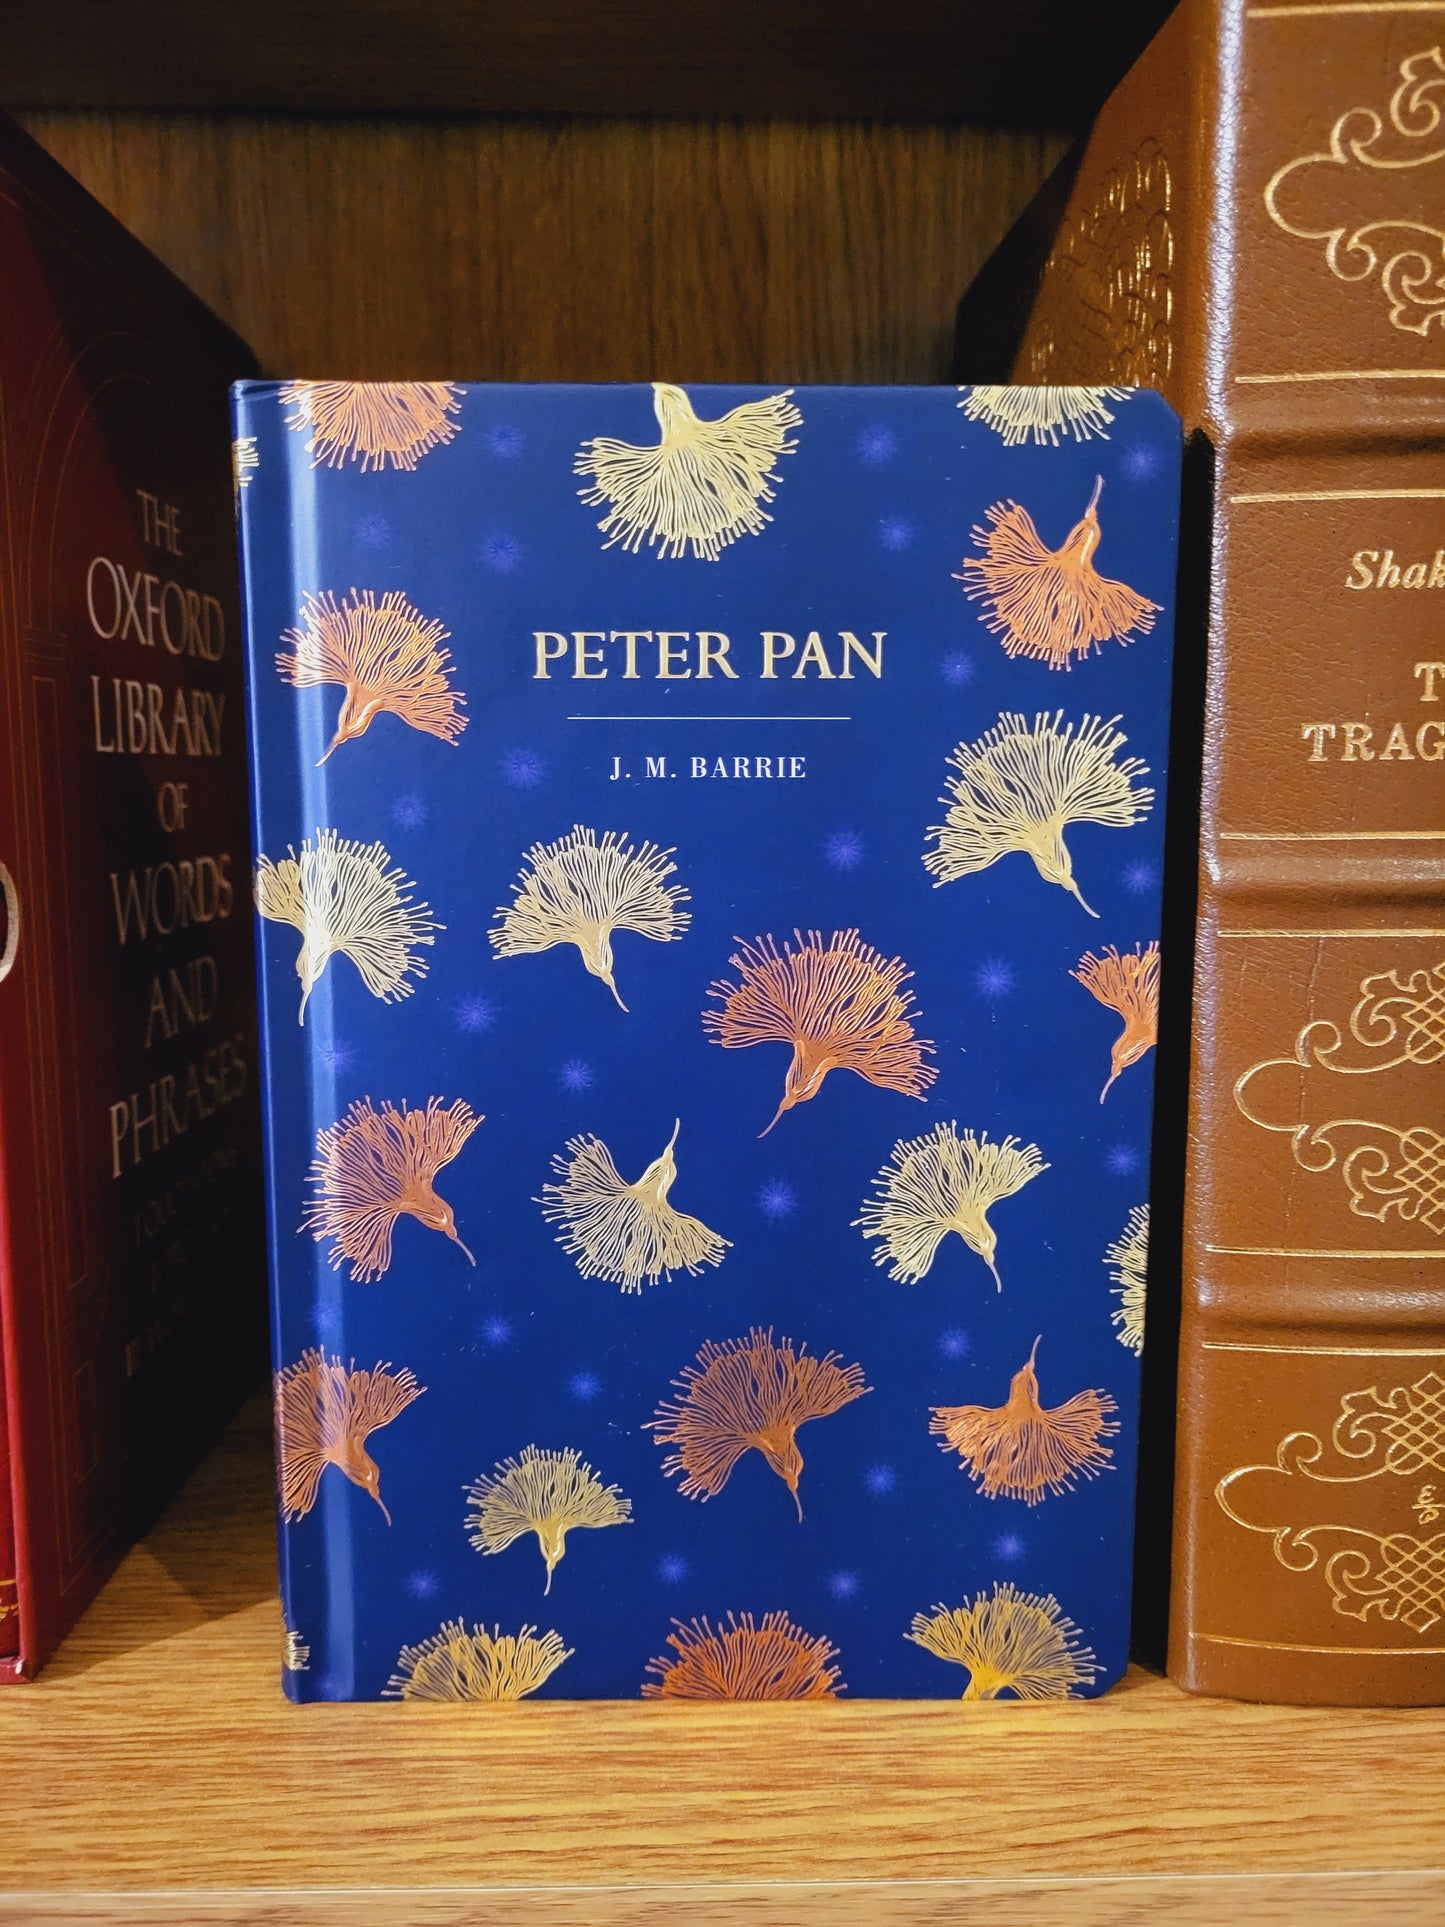 THE
OXFORD
LIBRARY
OF
WORDS
AND
PHRASES
PETER PAN
J. M. BARRIE
Shak
T
TRAG